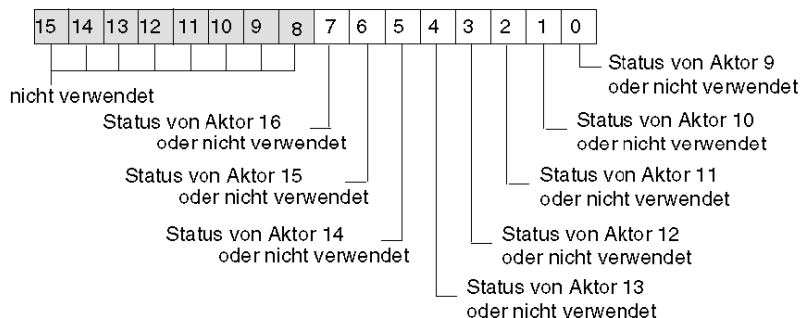 15 14 13 12 11 10 9 8 7 6 5 4 3 2 1 0
Status von Aktor 9
oder nicht verwendet
nicht verwendet
Status von Aktor 16
oder nicht verwendet
Status von Aktor 10
oder nicht verwendet
Status von Aktor 15
oder nicht verwendet
Status von Aktor 11
oder nicht verwendet
Status von Aktor 14
oder nicht verwendet
Status von Aktor 12
oder nicht verwendet
Status von Aktor 13
oder nicht verwendet